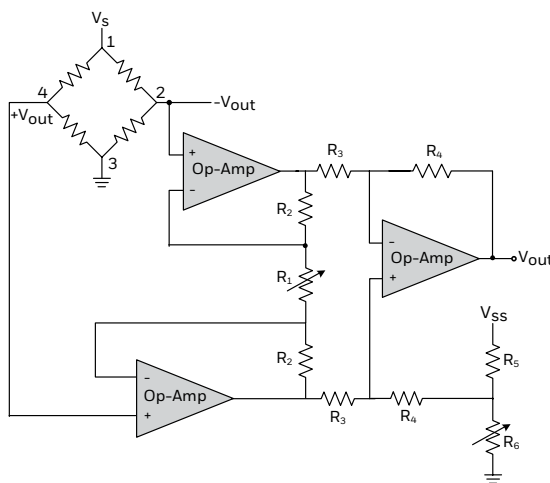 Vs
1
4
2
+Vout
-Vout
3
+
Op-Amp
-
R3
R4
R2
-
Op-Amp
+
Vout
R1
Vss
R2
R5
-
Op-Amp
+
R3
R4
R6